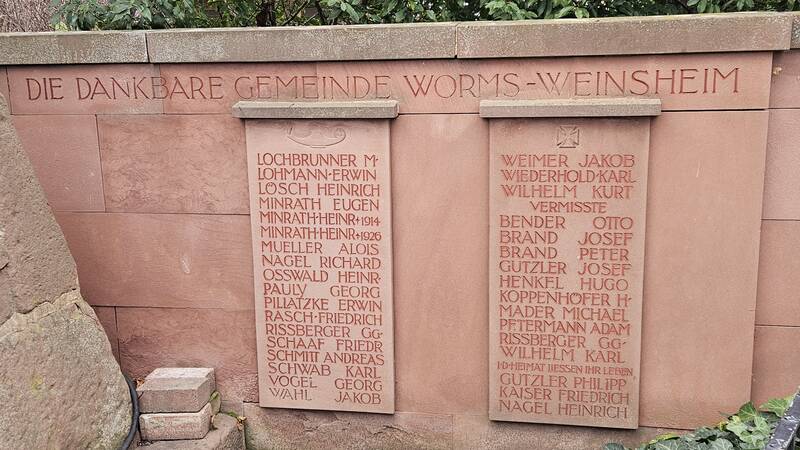 DIE DANKBARE GEMEINDE WORMS-WEINSHEIM
LOCHBRUNNER M·
LOHMANN·ERWIN
LÖSCH HEINRICH
MINRATH EUGEN
MINRATH·HEINR·1914
MINRATH·HEINR·1926
MUELLER ALOIS
NAGEL RICHARD
OSSWALD HEINR·
PAULY GEORG
PILLATZKE ERWIN
RASCH·FRIEDRICH
RISSBERGER GG·
SCHAAF FRIEDR
SCHMITT ANDREAS
SCHWAB KARL
VOGEL GEORG
WAHL JAKOB
WEIMER JAKOB
WIEDERHOLD·KARL
WILHELM KURT
VERMISSTE
BENDER OTTO
BRAND JOSEF
BRAND PETER
GUTZLER JOSEF
HENKEL HUGO
KOPPENHÖFER H·
MADER MICHAEL
PETERMANN ADAM
RISSBERGER GG·
WILHELM KARL
I·D·HEIMAT LIESSEN IHR LEBEN
GUTZLER PHILIPP
KAISER FRIEDRICH
NAGEL HEINRICH